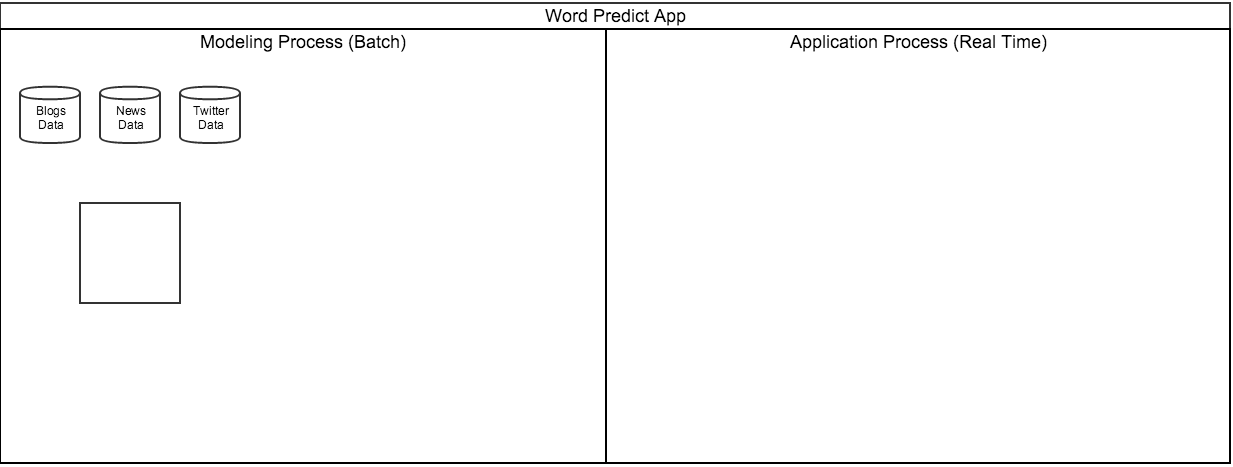 Word Predict App
Modeling Process (Batch)
Application Process (Real Time)
Blogs
Data
News
Data
Twitter
Data